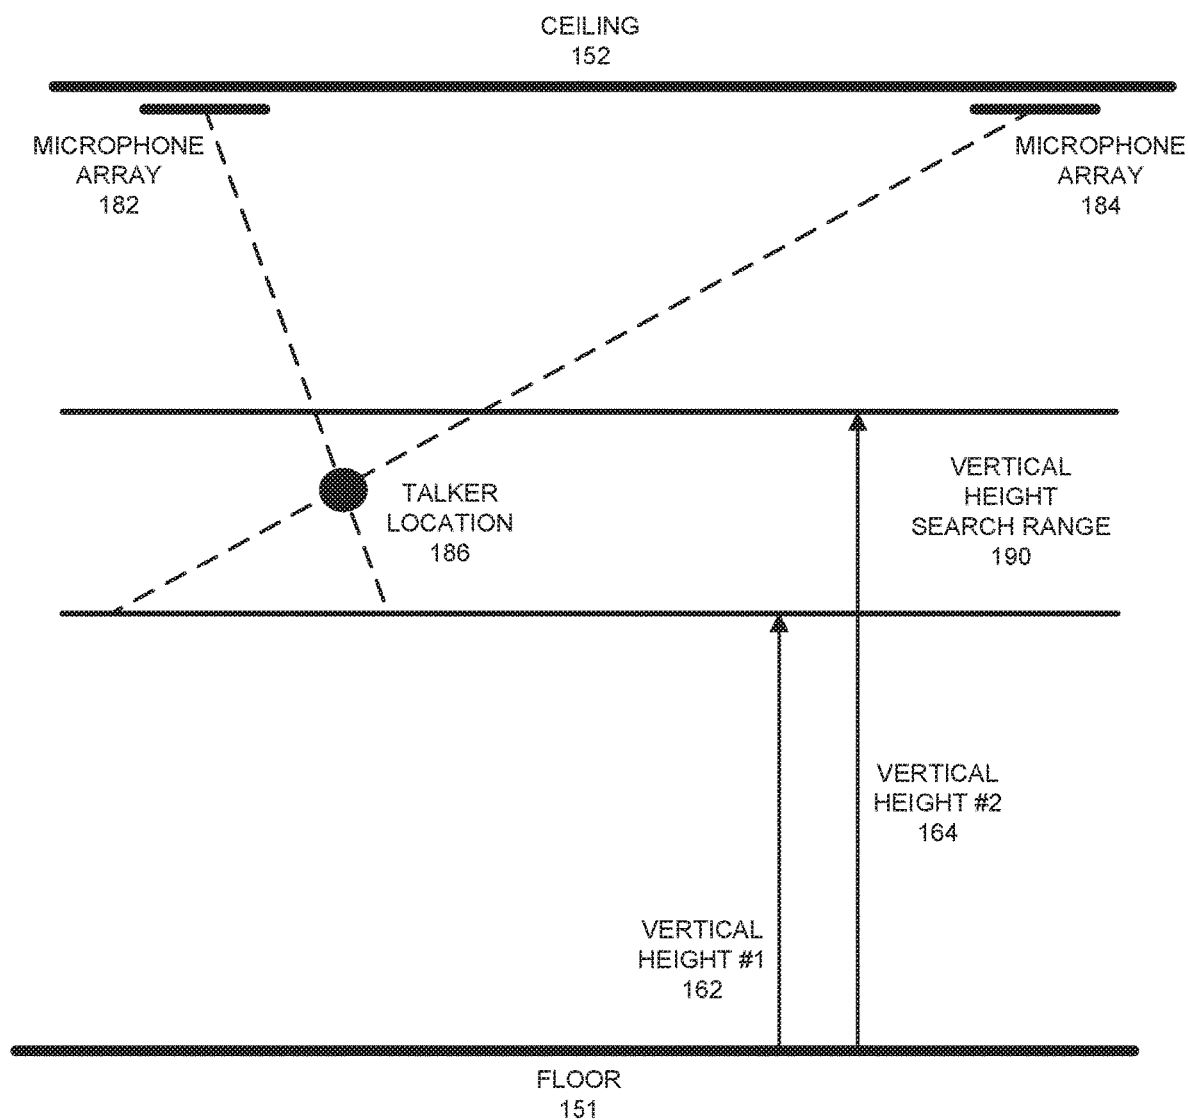 CEILING
152
MICROPHONE
ARRAY
182
MICROPHONE
ARRAY
184
TALKER
LOCATION
186
VERTICAL
HEIGHT
SEARCH RANGE
190
VERTICAL
HEIGHT #2
164
VERTICAL
HEIGHT #1
162
FLOOR
151